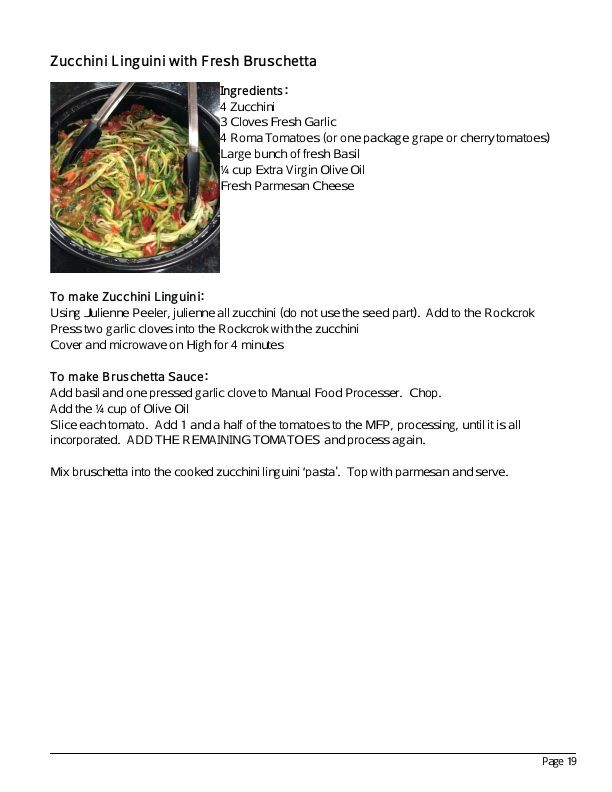 Zucchini Linguini with Fresh Bruschetta
Ingredients:
4 Zucchini
3 Cloves Fresh Garlic
4 Roma Tomatoes (or one package grape or cherry tomatoes)
Large bunch of fresh Basil
¼ cup Extra Virgin Olive Oil
Fresh Parmesan Cheese
To make Zucchini Linguini:
Using Julienne Peeler, julienne all zucchini (do not use the seed part).  Add to the Rockcrok
Press two garlic cloves into the Rockcrok with the zucchini
Cover and microwave on High for 4 minutes
To make Bruschetta Sauce:
Add basil and one pressed garlic clove to Manual Food Processer.  Chop.
Add the ¼ cup of Olive Oil
Slice each tomato.  Add 1 and a half of the tomatoes to the MFP, processing, until it is all
incorporated.  ADD THE REMAINING TOMATOES and process again.
Mix bruschetta into the cooked zucchini linguini 'pasta'.  Top with parmesan and serve.
Page 19